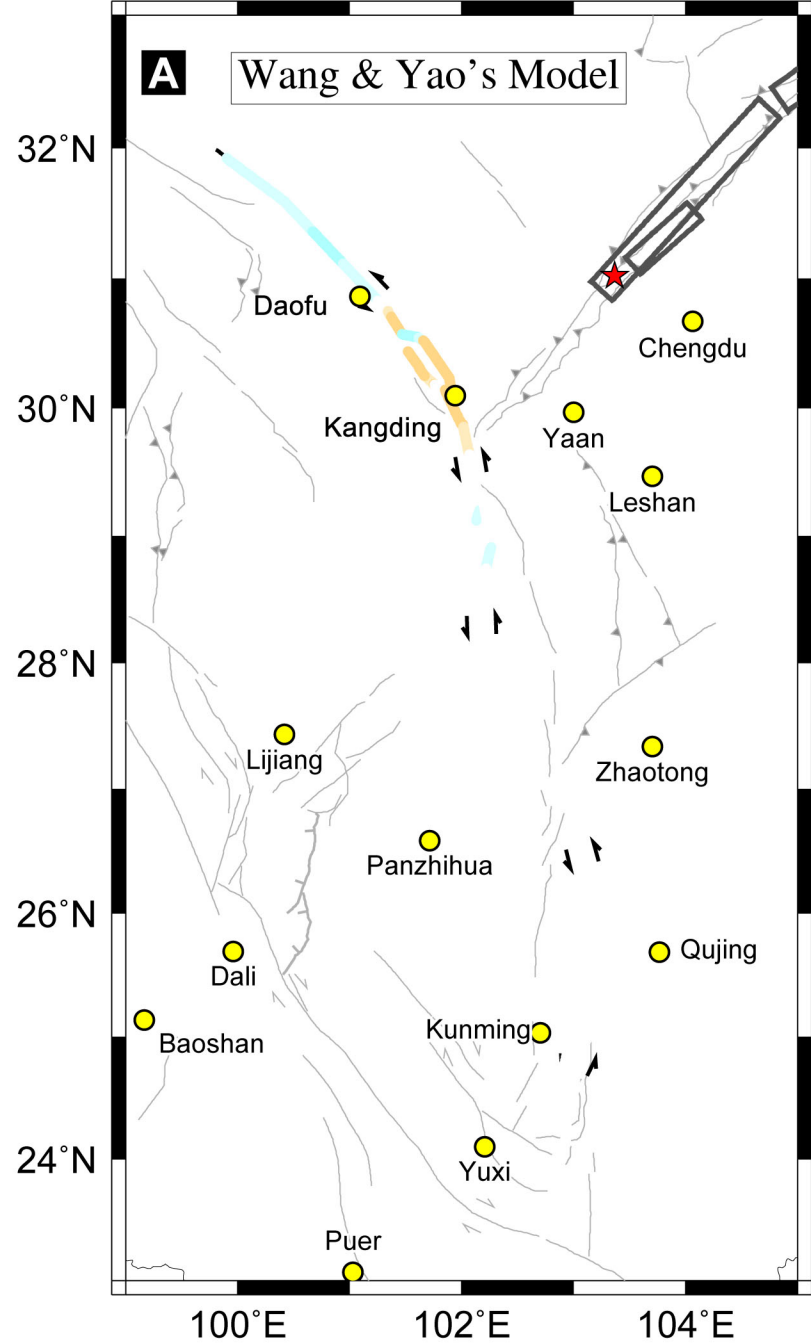 A
Wang & Yao's Model
32°N
Daofu
Chengdu
30°N
Kangding
Yaan
Leshan
28°N
Lijiang
Zhaotong
Panzhihua
26°N
Qujing
Dali
Kunming
Baoshan
24°N
Yuxi
Puer
100°E
102°E
104°E